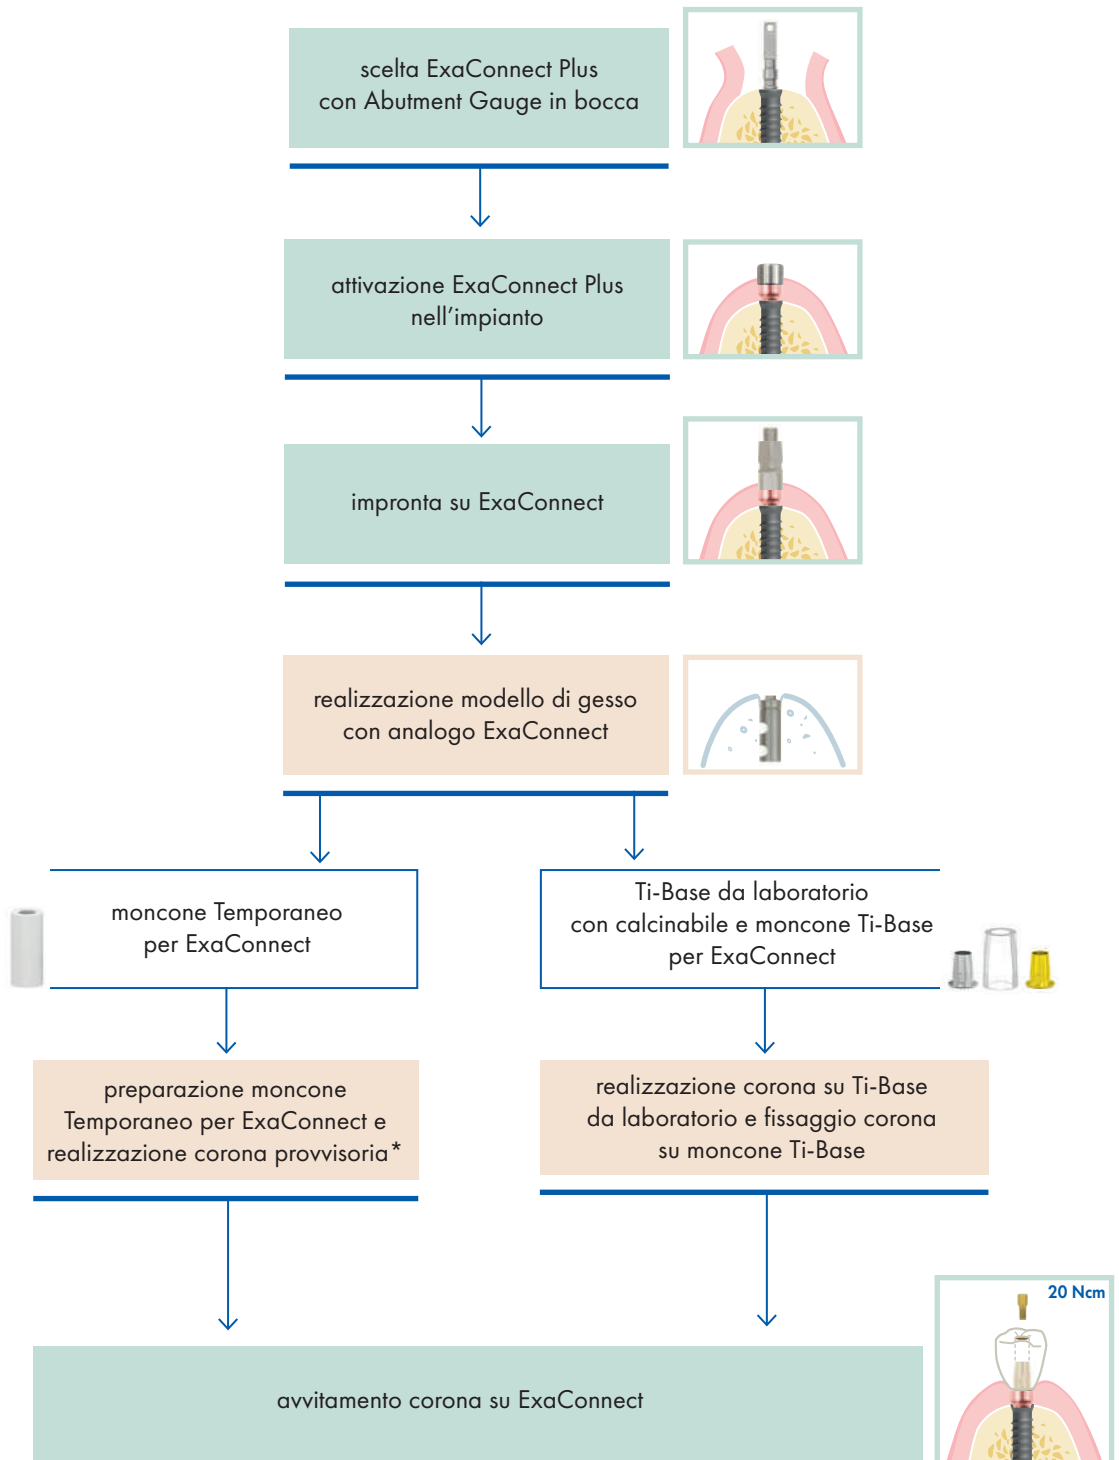 scelta ExaConnect Plus
con Abutment Gauge in bocca
attivazione ExaConnect Plus
nell'impianto
impronta su ExaConnect
realizzazione modello di gesso
con analogo ExaConnect
moncone Temporaneo
per ExaConnect
Ti-Base da laboratorio
con calcinabile e moncone Ti-Base
per ExaConnect
preparazione moncone
Temporaneo per ExaConnect e
realizzazione corona provvisoria*
realizzazione corona su Ti-Base
da laboratorio e fissaggio corona
su moncone Ti-Base
20 Ncm
avvitamento corona su ExaConnect